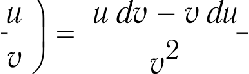 u/v) = (u dv − v du)/v²